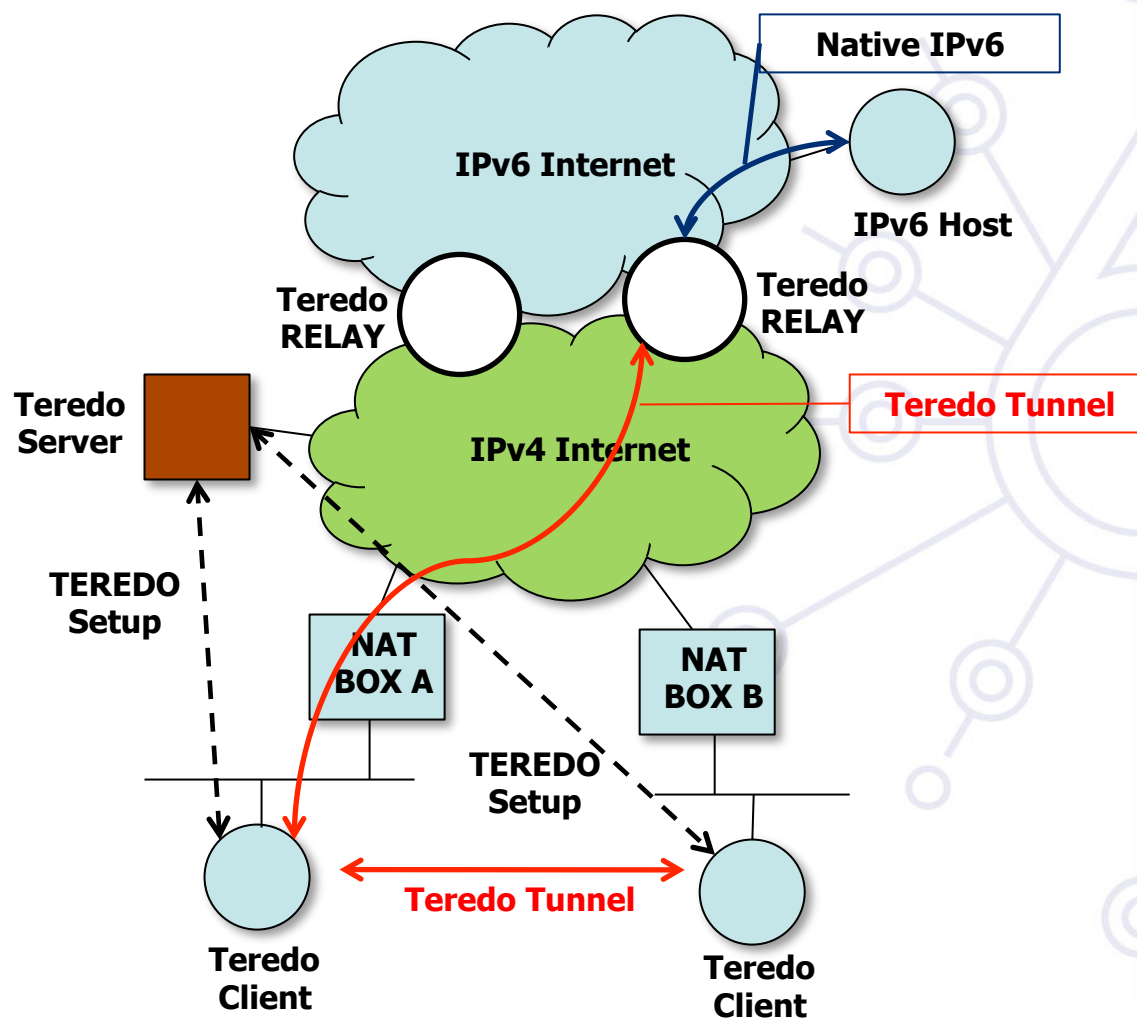 Native IPv6
IPv6 Internet
IPv6 Host
Teredo
RELAY
Teredo
RELAY
Teredo
Server
Teredo Tunnel
IPv4 Internet
TEREDO
Setup
NAT
BOX A
NAT
BOX B
TEREDO
Setup
Teredo Tunnel
Teredo
Client
Teredo
Client